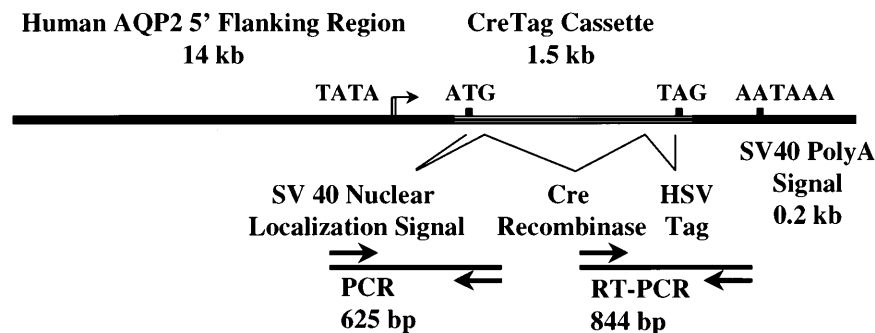 Human AQP2 5' Flanking Region
14 kb
CreTag Cassette
1.5 kb
TATA
ATG
TAG
AATAAA
SV 40 Nuclear
Localization Signal
Cre
Recombinase
HSV
Tag
SV40 PolyA
Signal
0.2 kb
PCR
625 bp
RT-PCR
844 bp